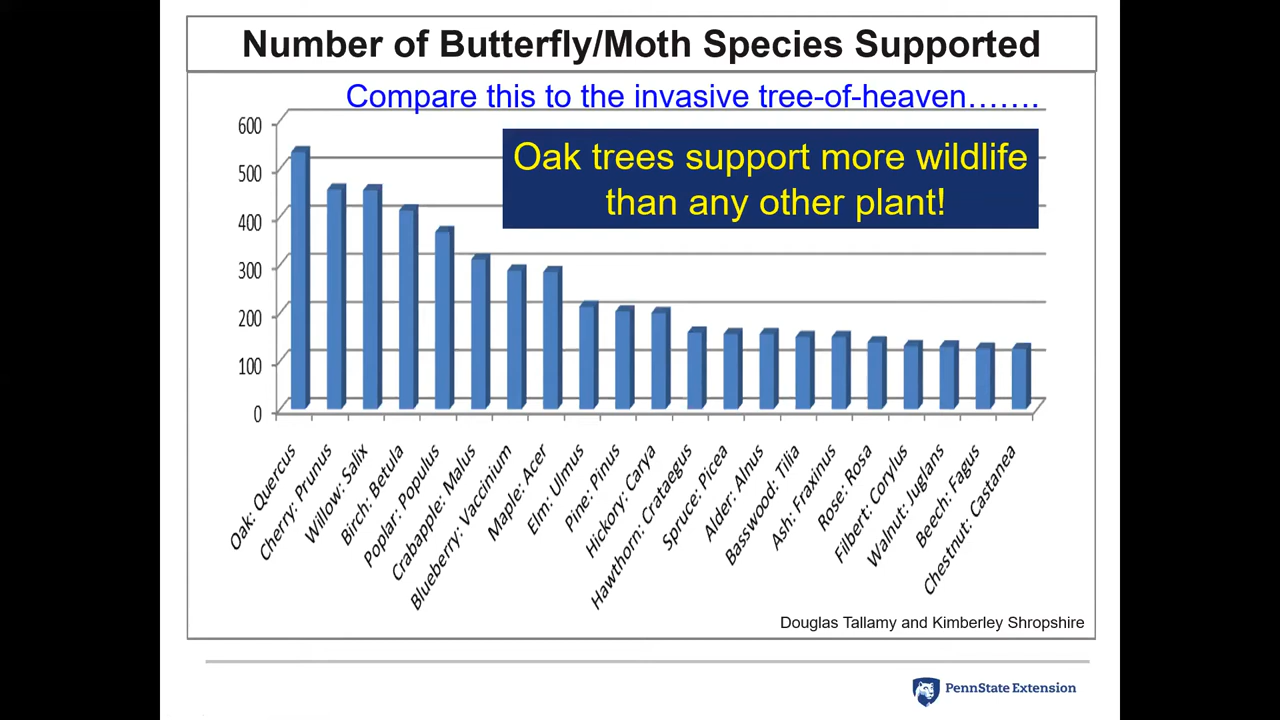 Number of Butterfly/Moth Species Supported
Compare this to the invasive tree-of-heaven…….
Oak trees support more wildlife
than any other plant!
600
500
400
300
200
100
0
Oak: Quercus
Cherry: Prunus
Willow: Salix
Birch: Betula
Poplar: Populus
Crabapple: Malus
Blueberry: Vaccinium
Maple: Acer
Elm: Ulmus
Pine: Pinus
Hickory: Carya
Hawthorn: Crataegus
Spruce: Picea
Alder: Alnus
Basswood: Tilia
Ash: Fraxinus
Rose: Rosa
Filbert: Corylus
Walnut: Juglans
Beech: Fagus
Chestnut: Castanea
Douglas Tallamy and Kimberley Shropshire
PennState Extension